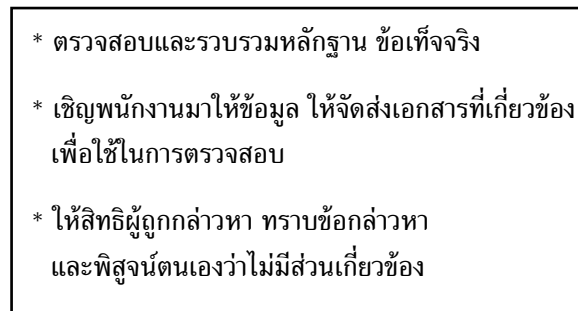 * ตรวจสอบและรวบรวมหลักฐาน ข้อเท็จจริง
* เชิญพนักงานมาให้ข้อมูล ให้จัดส่งเอกสารที่เกี่ยวข้อง
เพื่อใช้ในการตรวจสอบ
* ให้สิทธิผู้ถูกกล่าวหา ทราบข้อกล่าวหา
และพิสูจน์ตนเองว่าไม่มีส่วนเกี่ยวข้อง